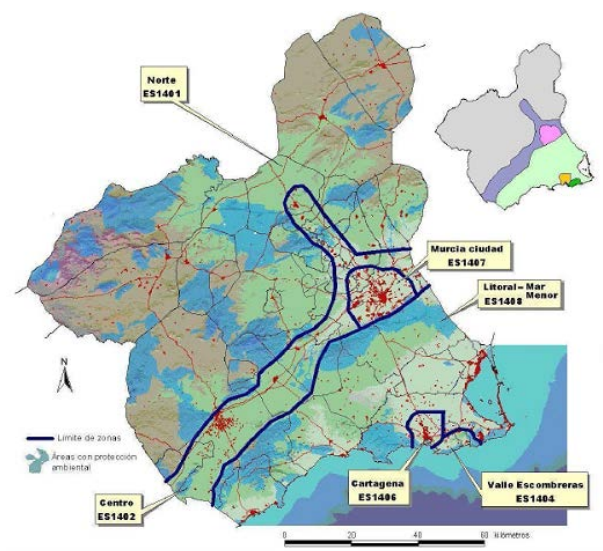 Norte
ES1401
Murcia ciudad
ES1407
Litoral - Mar
Menor
ES1408
N
Límite de zonas
Áreas con protección
ambiental
Cartagena
ES1406
Valle Escombreras
ES1404
Centro
ES1402
0 20 40 60 kilómetros